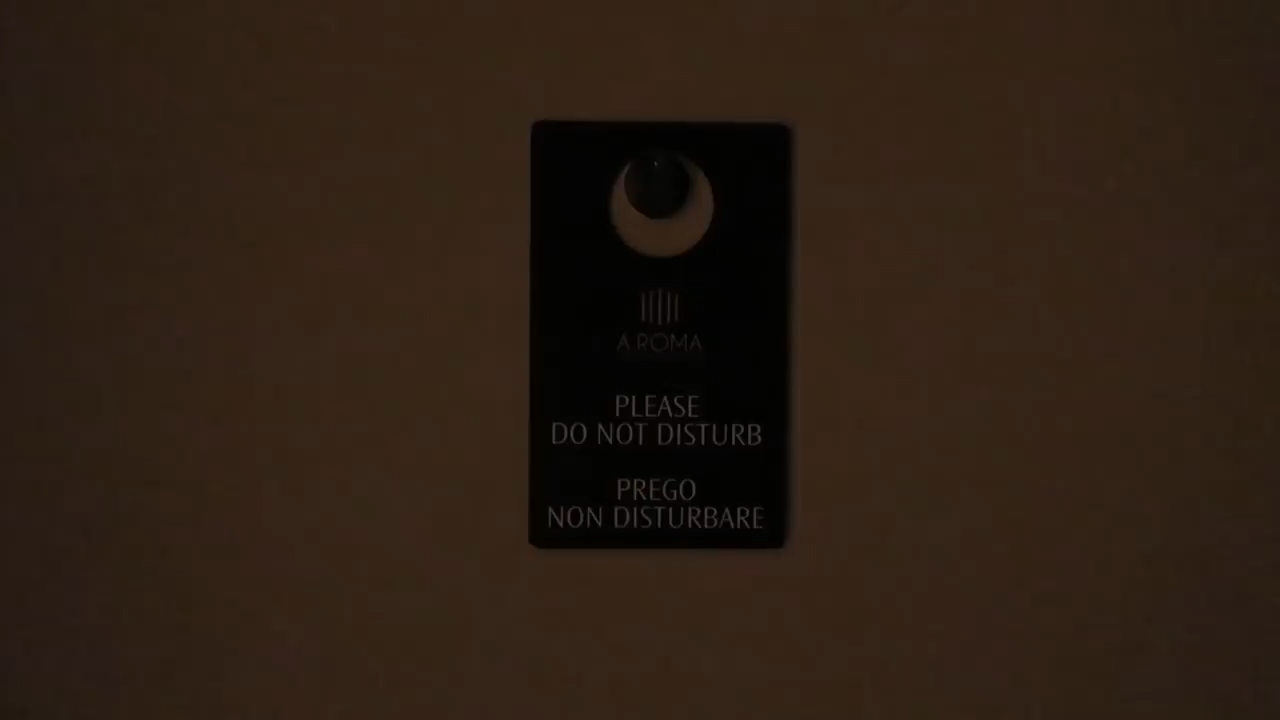 A ROMA
PLEASE
DO NOT DISTURB
PREGO
NON DISTURBARE